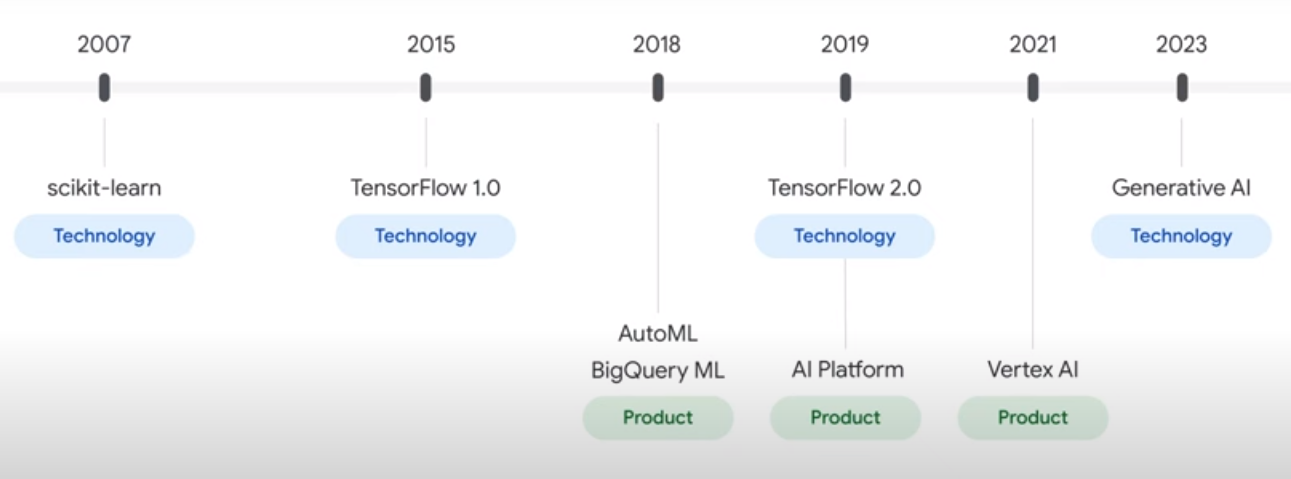 2007
2015
2018
2019
2021
2023
scikit-learn
Technology
TensorFlow 1.0
Technology
AutoML
BigQuery ML
Product
TensorFlow 2.0
Technology
AI Platform
Product
Vertex AI
Product
Generative AI
Technology